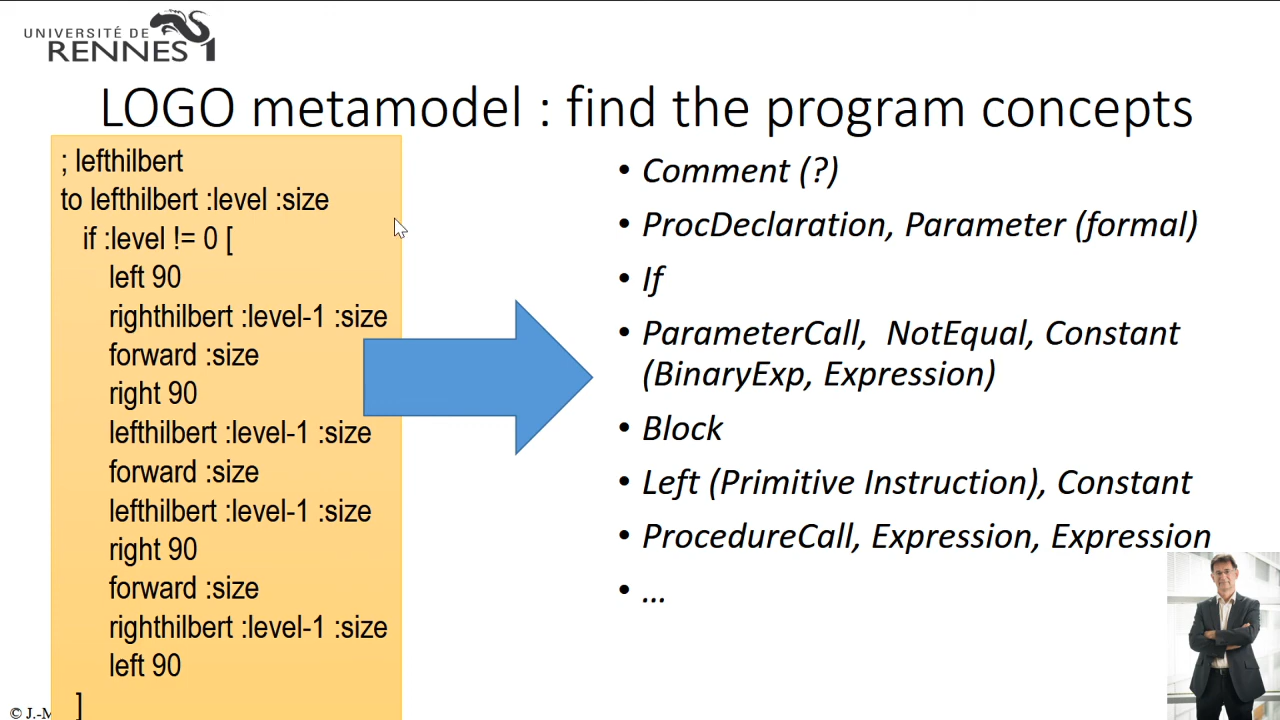 UNIVERSITÉ DE
RENNES 1
LOGO metamodel : find the program concepts
; lefthilbert
to lefthilbert :level :size
if :level != 0 [
left 90
righthilbert :level-1 :size
forward :size
right 90
lefthilbert :level-1 :size
forward :size
lefthilbert :level-1 :size
right 90
forward :size
righthilbert :level-1 :size
left 90
]
• Comment (?)
• ProcDeclaration, Parameter (formal)
• If
• ParameterCall, NotEqual, Constant
(BinaryExp, Expression)
• Block
• Left (Primitive Instruction), Constant
• ProcedureCall, Expression, Expression
• ...
© J.-M